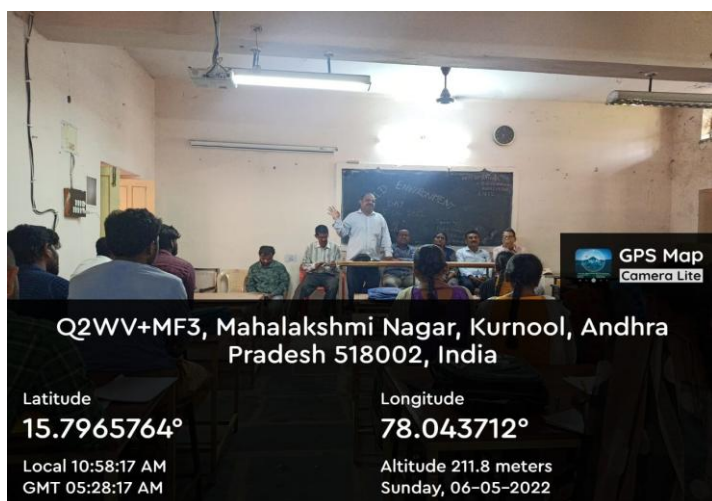 ENVIRONMENT
GPS Map
Camera Lite
Q2WV+MF3, Mahalakshmi Nagar, Kurnool, Andhra
Pradesh 518002, India
Latitude
15.7965764°
Local 10:58:17 AM
GMT 05:28:17 AM
Longitude
78.043712°
Altitude 211.8 meters
Sunday, 06-05-2022